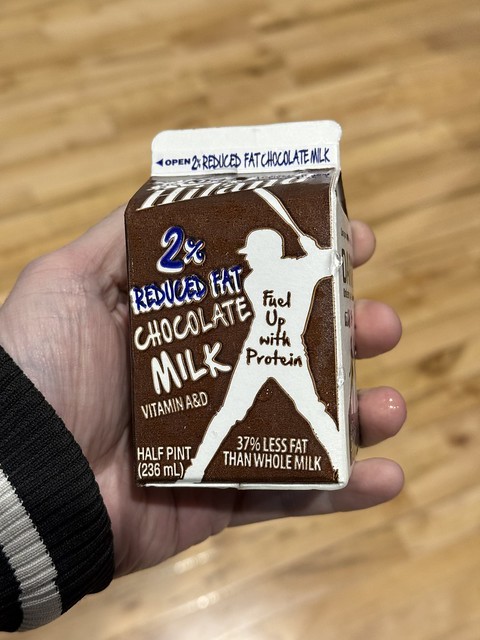 ◄OPEN 2% REDUCED FAT CHOCOLATE MILK
2%
REDUCED FAT
CHOCOLATE
MILK
VITAMIN A&D
Fuel
Up
with
Protein
HALF PINT
(236 mL)
37% LESS FAT
THAN WHOLE MILK